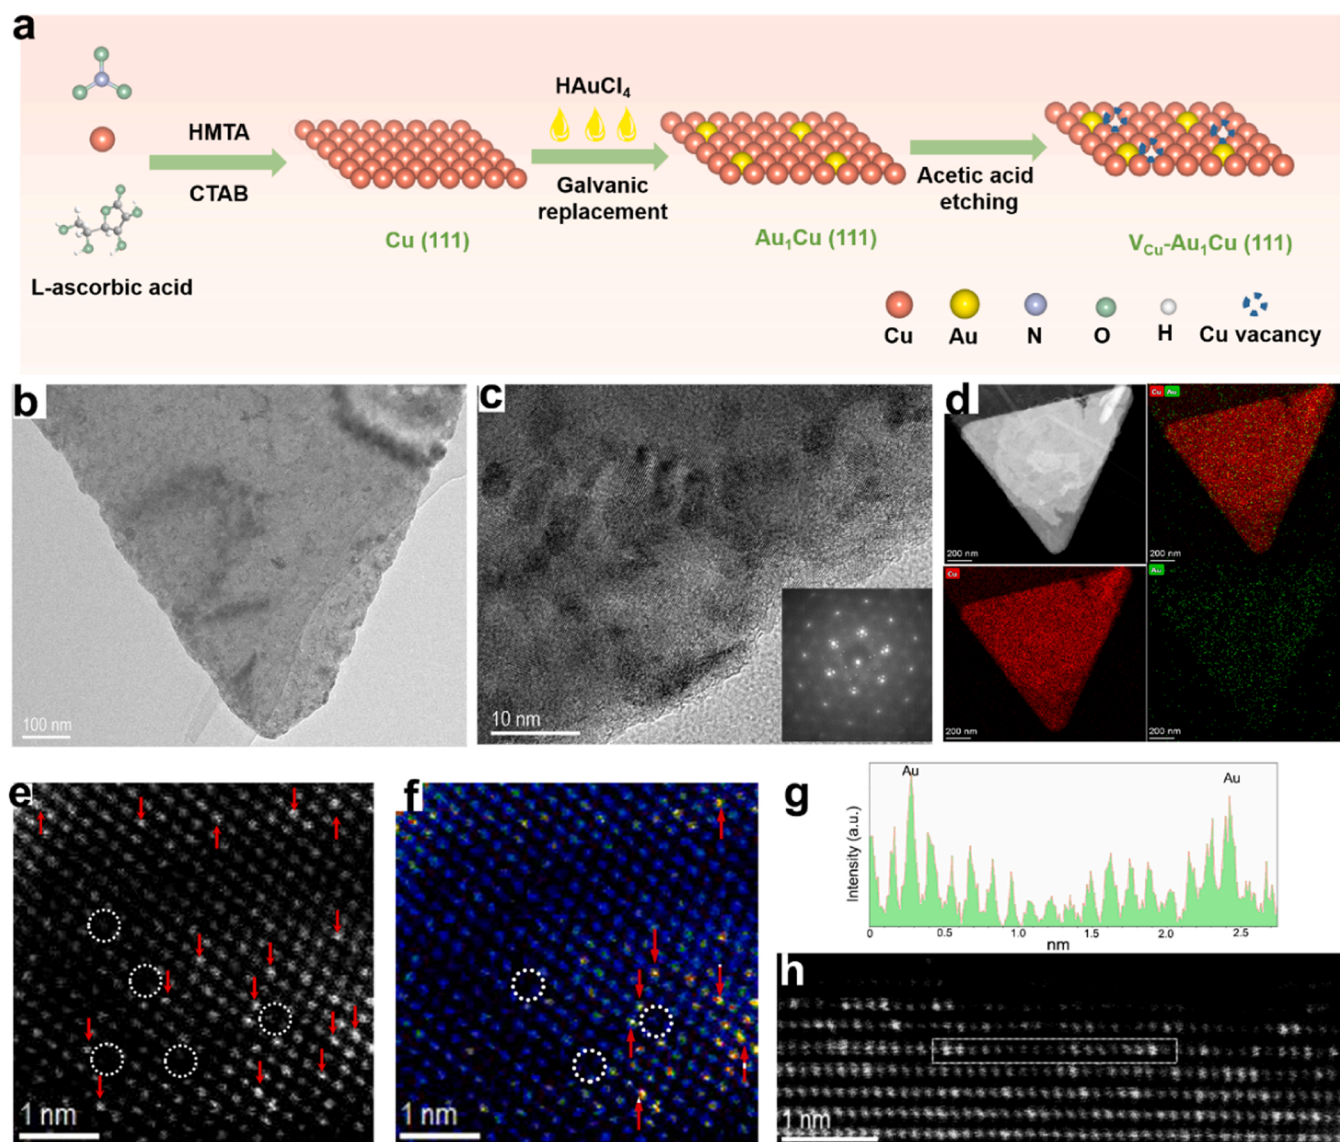 a
HMTA
CTAB
L-ascorbic acid
Cu (111)
HAuCl₄
Galvanic
replacement
Au₁Cu (111)
Acetic acid
etching
V_Cu-Au₁Cu (111)
Cu
Au
N
O
H
Cu vacancy
b
100 nm
c
10 nm
d
200 nm
Cu Au
200 nm
Cu
200 nm
Au
200 nm
e
1 nm
f
1 nm
g
Au
Au
Intensity (a.u.)
0 0.5 1.0 1.5 2.0 2.5
nm
h
1 nm